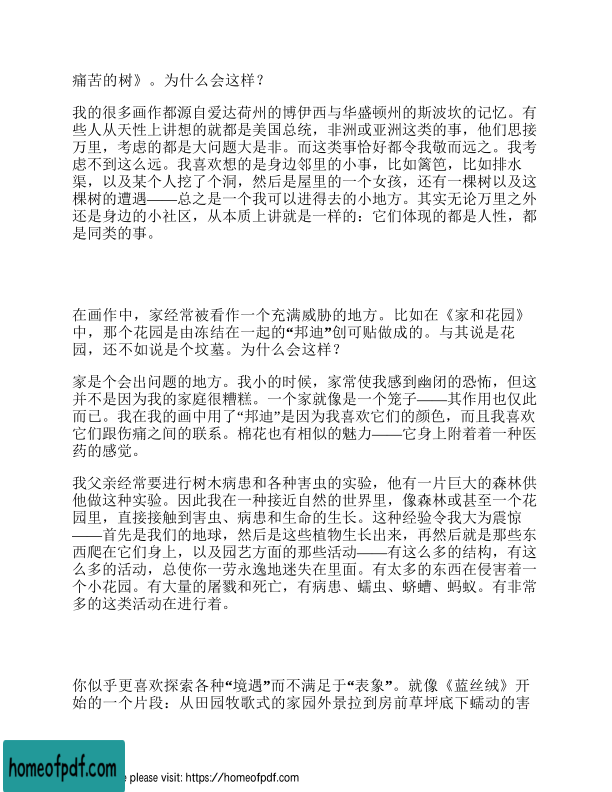 痛苦的树》。为什么会这样？
我的很多画作都源自爱达荷州的博伊西与华盛顿州的斯波坎的记忆。有
些人从天性上讲想的就都是美国总统，非洲或亚洲这类的事，他们思接
万里，考虑的都是大问题大是非。而这类事恰好都令我敬而远之。我考
虑不到这么远。我喜欢想的是身边邻里的小事，比如篱笆，比如排水
渠，以及某个人挖了个洞，然后是屋里的一个女孩，还有一棵树以及这
棵树的遭遇——总之是一个我可以进得去的小地方。其实无论万里之外
还是身边的小社区，从本质上讲就是一样的：它们体现的都是人性，都
是同类的事。
在画作中，家经常被看作一个充满威胁的地方。比如在《家和花园》
中，那个花园是由冻结在一起的“邦迪”创可贴做成的。与其说是花
园，还不如说是个坟墓。为什么会这样？
家是个会出问题的地方。我小的时候，家常使我感到幽闭的恐怖，但这
并不是因为我的家庭很糟糕。一个家就像是一个笼子——其作用也仅此
而已。我在我的画中用了“邦迪”是因为我喜欢它们的颜色，而且我喜欢
它们跟伤痛之间的联系。棉花也有相似的魅力——它身上附着着一种医
药的感觉。
我父亲经常要进行树木病患和各种害虫的实验，他有一片巨大的森林供
他做这种实验。因此我在一种接近自然的世界里，像森林或甚至一个花
园里，直接接触到害虫、病患和生命的生长。这种经验令我大为震惊
——首先是我们的地球，然后是这些植物生长出来，再然后就是那些东
西爬在它们身上，以及园艺方面的那些活动——有这么多的结构，有这
么多的活动，总使你一劳永逸地迷失在里面。有太多的东西在侵害着一
个小花园。有大量的屠戮和死亡，有病患、蠕虫、蛴螬、蚂蚁。有非常
多的这类活动在进行着。
你似乎更喜欢探索各种“境遇”而不满足于“表象”。就像《蓝丝绒》开
始的一个片段：从田园牧歌式的家园外景拉到房前草坪底下蠕动的害
homeofpdf.com
please visit: https://homeofpdf.com